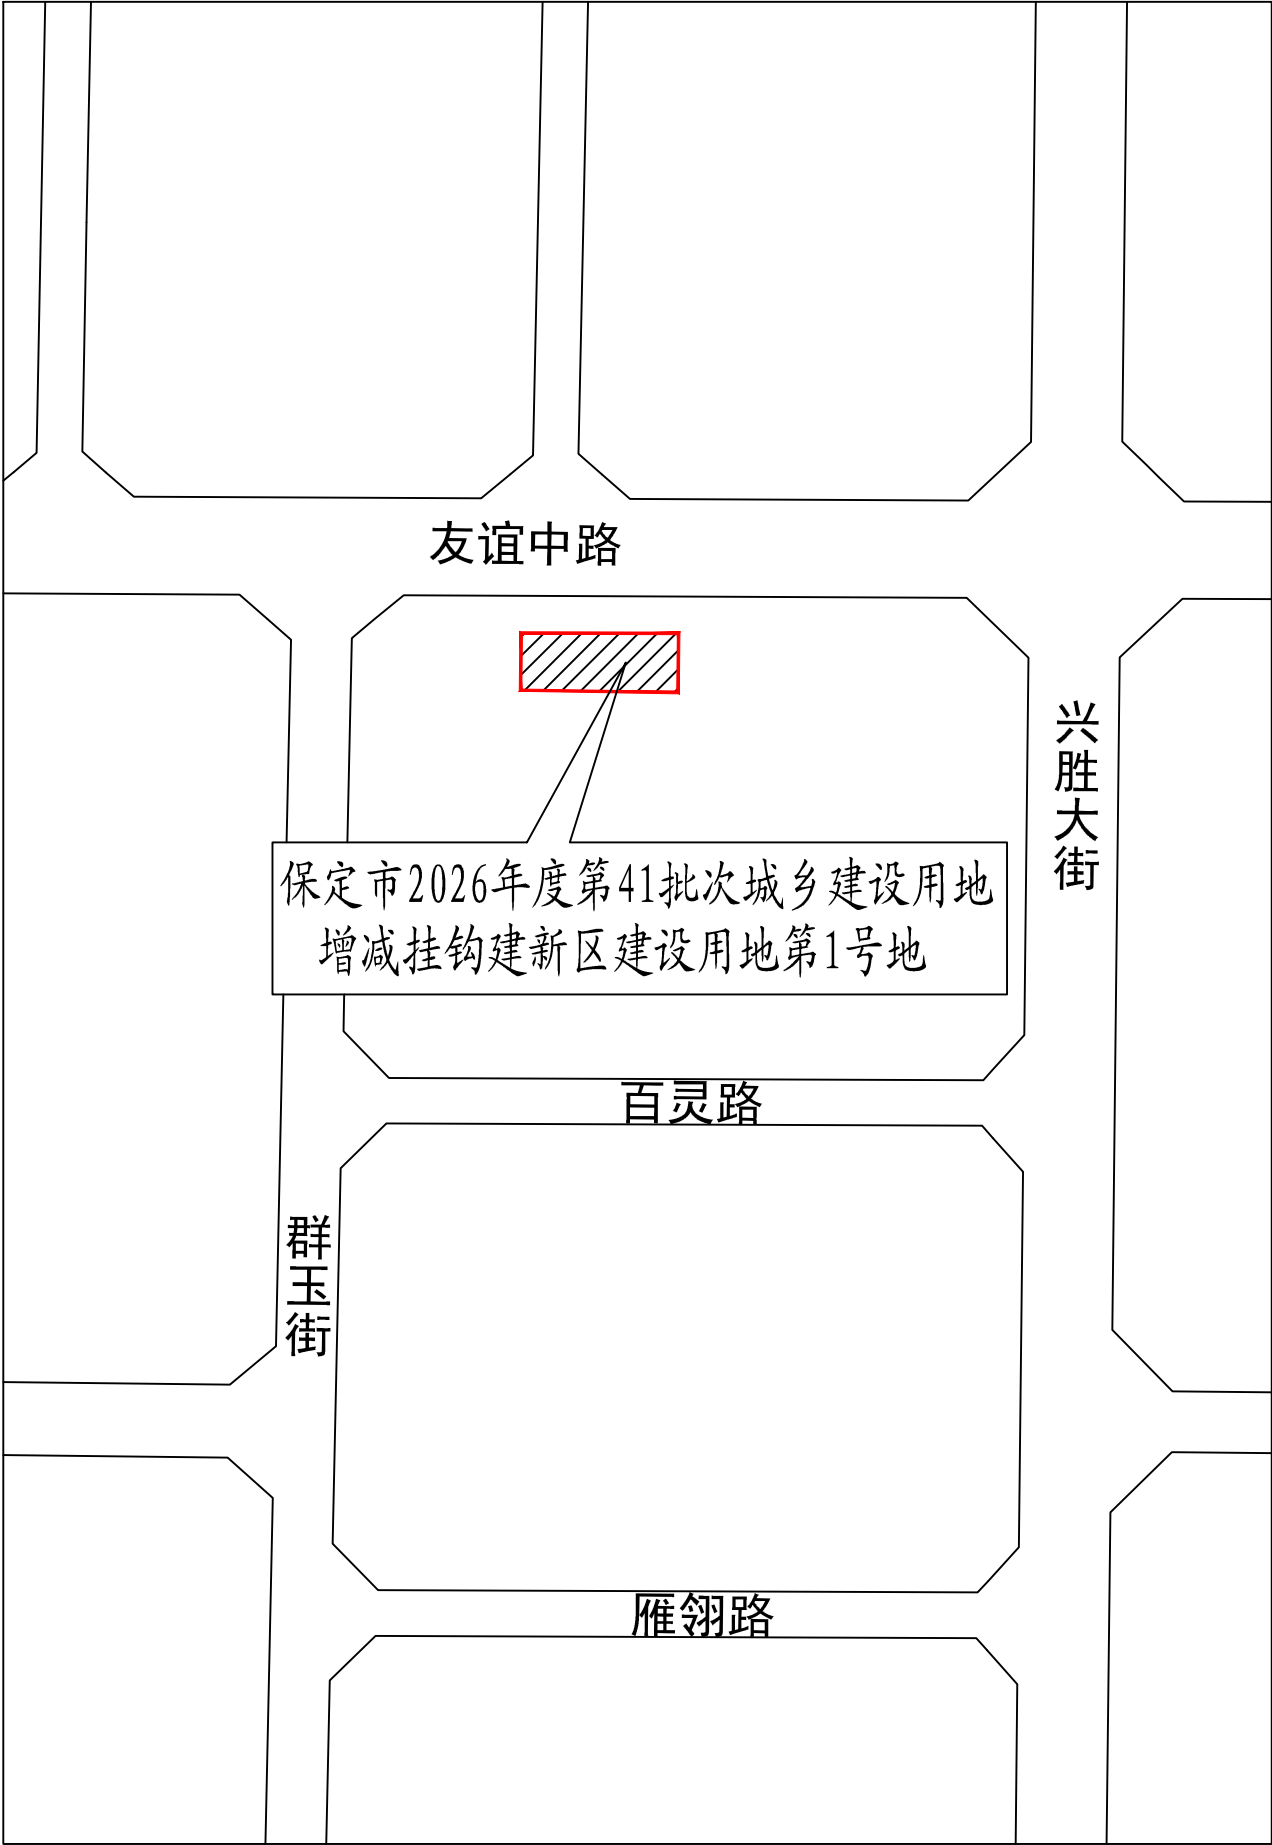 友谊中路
兴胜大街
保定市2026年度第41批次城乡建设用地
增减挂钩建新区建设用地第1号地
百灵路
群玉街
雁翎路